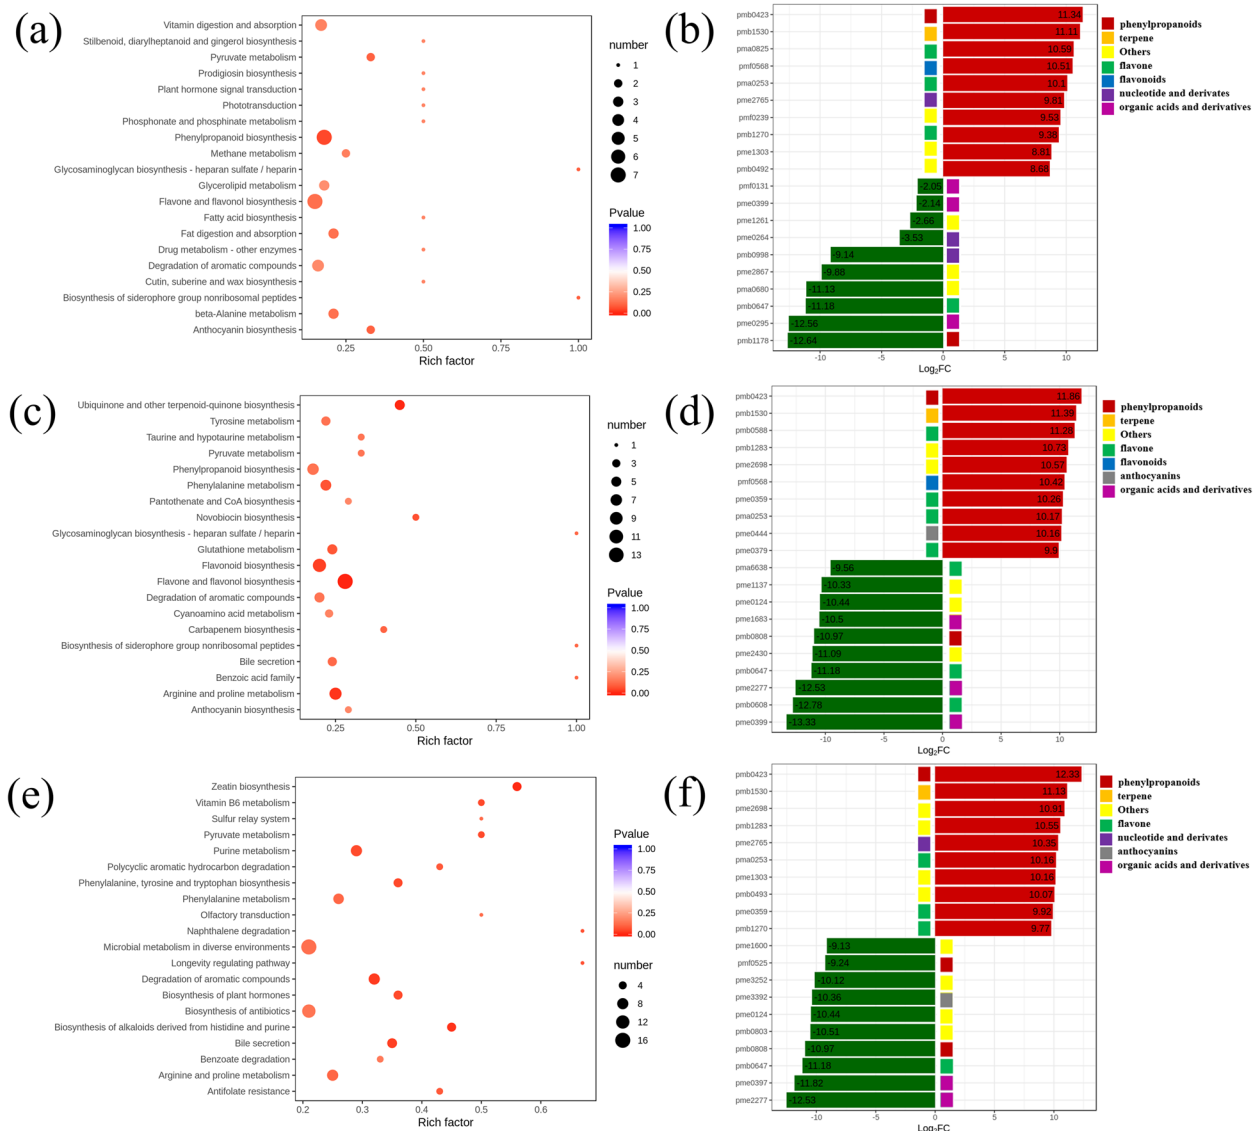 (a)
Vitamin digestion and absorption
Stilbenoid, diarylheptanoid and gingerol biosynthesis
Pyruvate metabolism
Prodigiosin biosynthesis
Plant hormone signal transduction
Phototransduction
Phosphonate and phosphinate metabolism
Phenylpropanoid biosynthesis
Methane metabolism
Glycosaminoglycan biosynthesis - heparan sulfate / heparin
Glycerolipid metabolism
Flavone and flavonol biosynthesis
Fatty acid biosynthesis
Fat digestion and absorption
Drug metabolism - other enzymes
Degradation of aromatic compounds
Cutin, suberine and wax biosynthesis
Biosynthesis of siderophore group nonribosomal peptides
beta-Alanine metabolism
Anthocyanin biosynthesis
0.25 0.50 0.75 1.00
Rich factor
number
1
2
3
4
5
6
7
Pvalue
1.00
0.75
0.50
0.25
0.00
(b)
pmb0423 11.34
pmb1530 11.11
pma0825 10.59
pmf0568 10.51
pma0253 10.1
pme2765 9.81
pmf0239 9.53
pmb1270 9.38
pme1303 8.81
pmb0492 8.68
pmf0131 -2.05
pme0399 -2.14
pme1261 -2.66
pme0264 -3.53
pmb0998 -9.14
pme2867 -9.88
pma0680 -11.13
pmb0647 -11.18
pme0295 -12.56
pmb1178 -12.64
-10 -5 0 5 10
Log2FC
phenylpropanoids
terpene
Others
flavone
flavonoids
nucleotide and derivates
organic acids and derivatives
(c)
Ubiquinone and other terpenoid-quinone biosynthesis
Tyrosine metabolism
Taurine and hypotaurine metabolism
Pyruvate metabolism
Phenylpropanoid biosynthesis
Phenylalanine metabolism
Pantothenate and CoA biosynthesis
Novobiocin biosynthesis
Glycosaminoglycan biosynthesis - heparan sulfate / heparin
Glutathione metabolism
Flavonoid biosynthesis
Flavone and flavonol biosynthesis
Degradation of aromatic compounds
Cyanoamino acid metabolism
Carbapenem biosynthesis
Biosynthesis of siderophore group nonribosomal peptides
Bile secretion
Benzoic acid family
Arginine and proline metabolism
Anthocyanin biosynthesis
0.25 0.50 0.75 1.00
Rich factor
number
1
3
5
7
9
11
13
Pvalue
1.00
0.75
0.50
0.25
0.00
(d)
pmb0423 11.86
pmb1530 11.39
pmb0588 11.28
pmb1283 10.73
pme2698 10.57
pmf0568 10.42
pme0359 10.26
pma0253 10.17
pme0444 10.16
pme0379 9.9
pma6638 -9.56
pme1137 -10.33
pme0124 -10.44
pme1683 -10.5
pmb0808 -10.97
pme2430 -11.09
pmb0647 -11.18
pme2277 -12.53
pmb0608 -12.78
pme0399 -13.33
-10 -5 0 5 10
Log2FC
phenylpropanoids
terpene
Others
flavone
flavonoids
anthocyanins
organic acids and derivatives
(e)
Zeatin biosynthesis
Vitamin B6 metabolism
Sulfur relay system
Pyruvate metabolism
Purine metabolism
Polycyclic aromatic hydrocarbon degradation
Phenylalanine, tyrosine and tryptophan biosynthesis
Phenylalanine metabolism
Olfactory transduction
Naphthalene degradation
Microbial metabolism in diverse environments
Longevity regulating pathway
Degradation of aromatic compounds
Biosynthesis of plant hormones
Biosynthesis of antibiotics
Biosynthesis of alkaloids derived from histidine and purine
Bile secretion
Benzoate degradation
Arginine and proline metabolism
Antifolate resistance
0.2 0.3 0.4 0.5 0.6
Rich factor
Pvalue
1.00
0.75
0.50
0.25
0.00
number
4
8
12
16
(f)
pmb0423 12.33
pmb1530 11.13
pme2698 10.91
pmb1283 10.55
pme2765 10.35
pma0253 10.16
pme1303 10.16
pmb0493 10.07
pme0359 9.92
pmb1270 9.77
pme1600 -9.13
pmf0525 -9.24
pme3252 -10.12
pme3392 -10.36
pme0124 -10.44
pmb0803 -10.51
pmb0808 -10.97
pmb0647 -11.18
pme0397 -11.82
pme2277 -12.53
-10 -5 0 5 10
Log2FC
phenylpropanoids
terpene
Others
flavone
nucleotide and derivates
anthocyanins
organic acids and derivatives